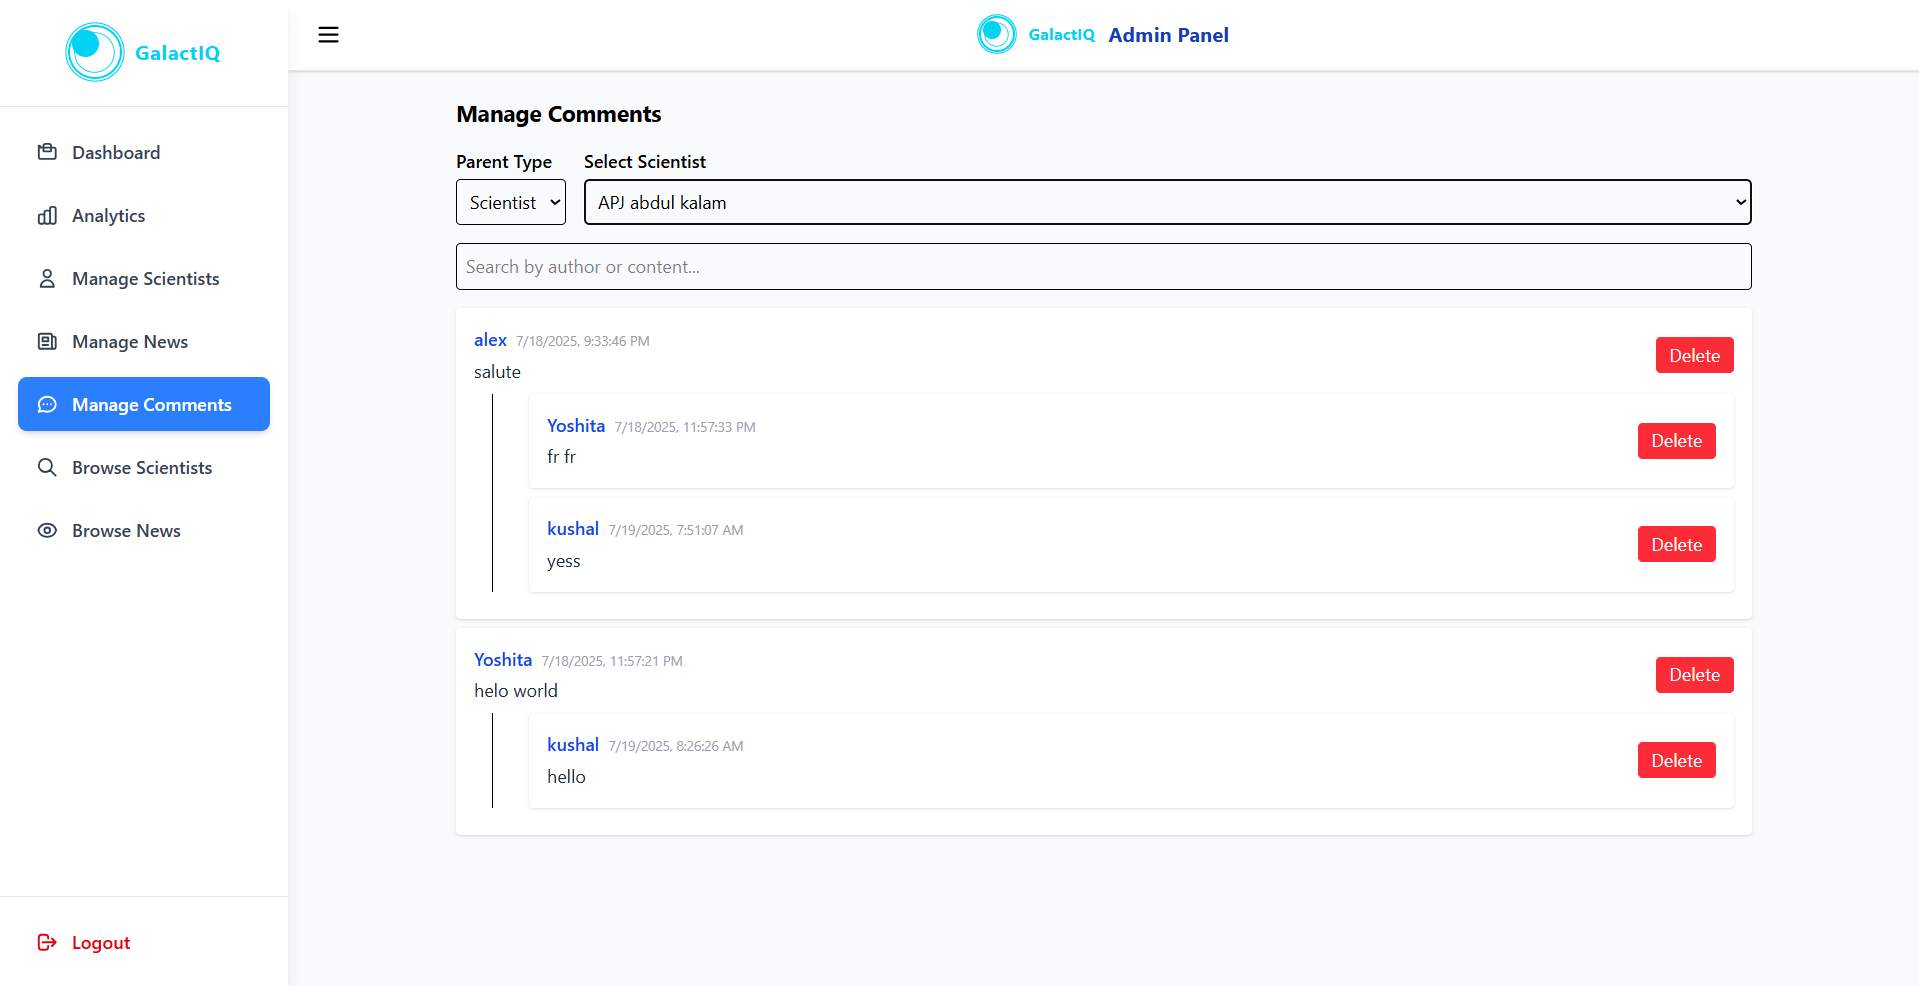 GalactIQ
Dashboard
Analytics
Manage Scientists
Manage News
Manage Comments
Browse Scientists
Browse News
Logout
GalactIQ Admin Panel
Manage Comments
Parent Type Select Scientist
Scientist APJ abdul kalam
Search by author or content...
alex 7/18/2025, 9:33:46 PM
salute
Delete
Yoshita 7/18/2025, 11:57:33 PM
fr fr
Delete
kushal 7/19/2025, 7:51:07 AM
yess
Delete
Yoshita 7/18/2025, 11:57:21 PM
helo world
Delete
kushal 7/19/2025, 8:26:26 AM
hello
Delete